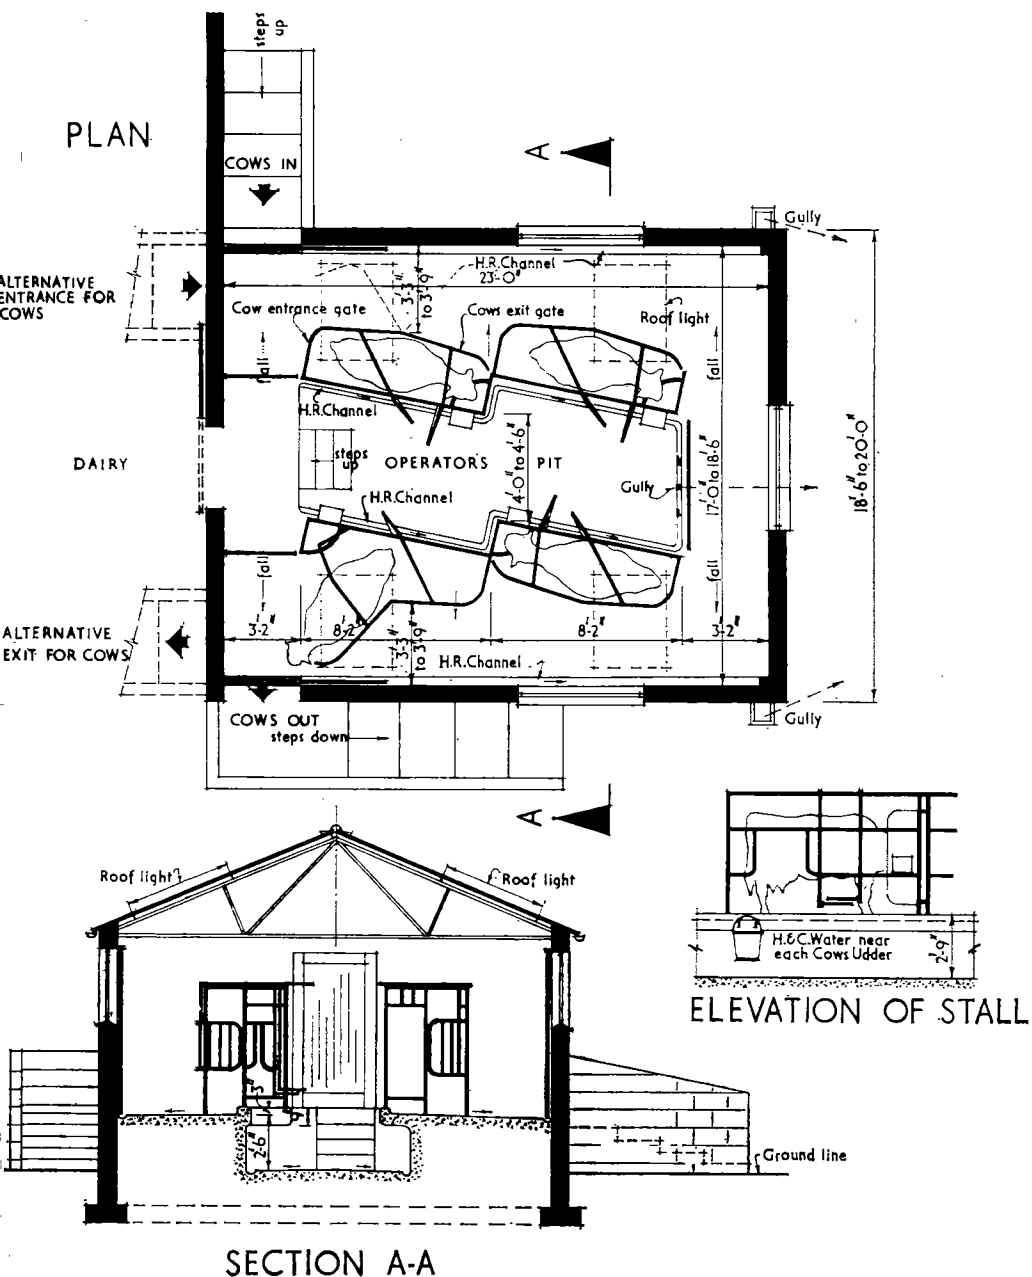 steps
up
PLAN
COWS IN
A
Gully
ALTERNATIVE
ENTRANCE FOR
COWS
H.R.Channel
23'-0"
3'-3"
to 3'-9"
Cow entrance gate
Cows exit gate
Roof light
fall
fall
H.R.Channel
DAIRY
steps
up
OPERATOR'S PIT
4'-0" to 4'-6"
Gully
17'-0 to 18'-6"
18'-6" to 20'-0"
H.R.Channel
fall
fall
ALTERNATIVE
EXIT FOR COWS
3'-2"
8'-2"
3'-3"
to 3'-9"
8'-2"
3'-2"
H.R.Channel
COWS OUT
steps down
Gully
A
Roof light
Roof light
H.&C.Water near
each Cows Udder
2'-9"
ELEVATION OF STALL
3"
9"
2'-6"
Ground line
SECTION A-A